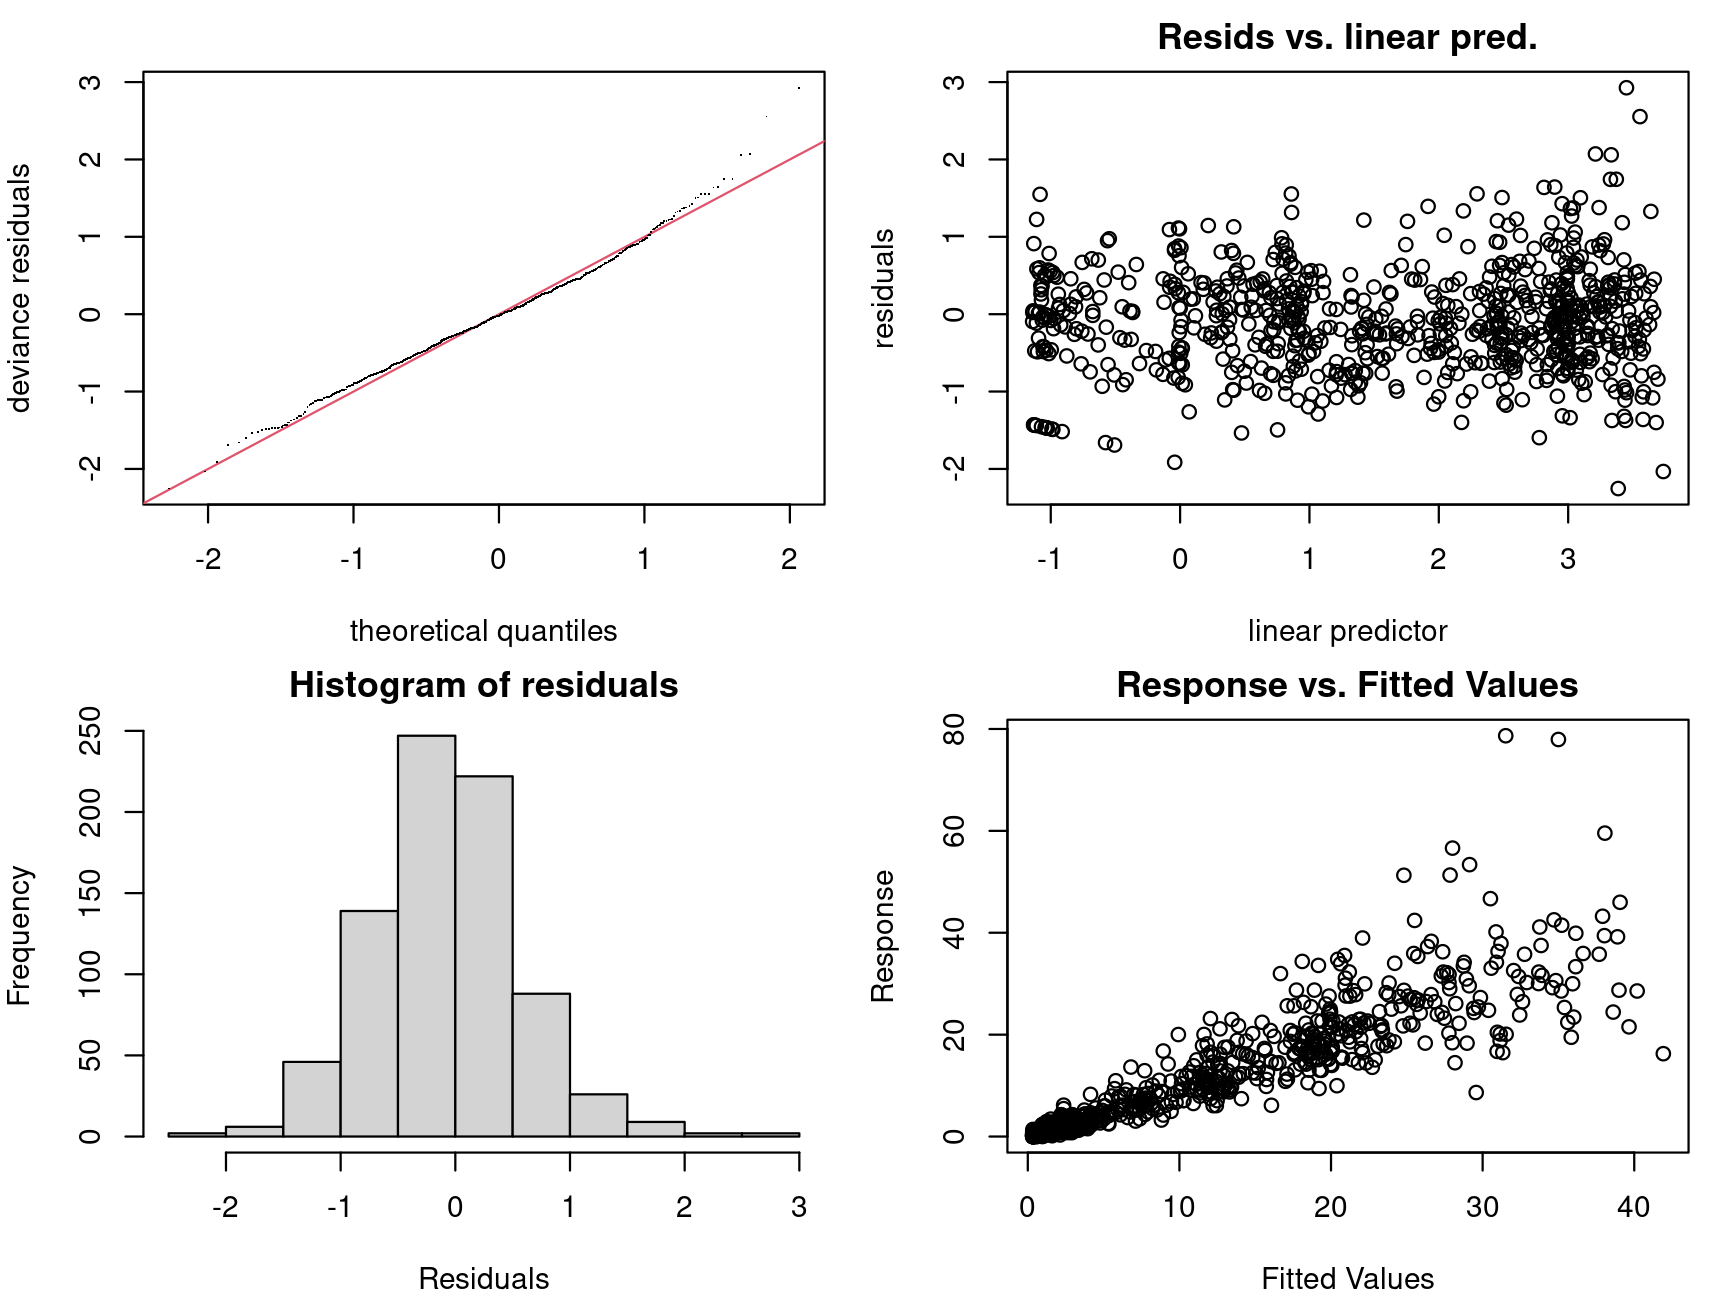 deviance residuals
3
2
1
0
-1
-2
-2 -1 0 1 2
theoretical quantiles
Resids vs. linear pred.
residuals
3
2
1
0
-1
-2
-1 0 1 2 3
linear predictor
Histogram of residuals
Frequency
250
200
150
100
50
0
-2 -1 0 1 2 3
Residuals
Response vs. Fitted Values
Response
80
60
40
20
0
0 10 20 30 40
Fitted Values